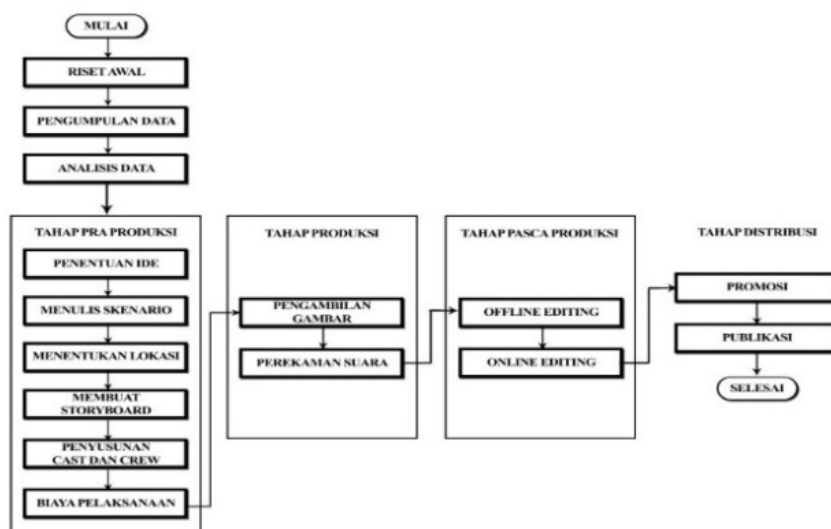 MULAI
RISET AWAL
PENGUMPULAN DATA
ANALISIS DATA
TAHAP PRA PRODUKSI
PENENTUAN IDE
MENULIS SKENARIO
MENENTUKAN LOKASI
MEMBUAT
STORYBOARD
PENYUSUNAN
CAST DAN CREW
BIAYA PELAKSANAAN
TAHAP PRODUKSI
PENGAMBILAN
GAMBAR
PEREKAMAN SUARA
TAHAP PASCA PRODUKSI
OFFLINE EDITING
ONLINE EDITING
TAHAP DISTRIBUSI
PROMOSI
PUBLIKASI
SELESAI